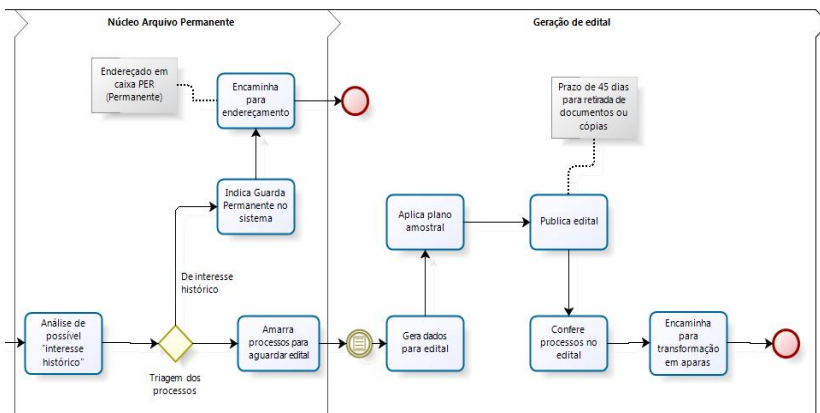 Núcleo Arquivo Permanente
Geração de edital
Endereçado em
caixa PER
(Permanente)
Encaminha
para
endereçamento
Prazo de 45 dias
para retirada de
documentos ou
cópias
Indica Guarda
Permanente no
sistema
Aplica plano
amostral
Publica edital
De interesse
histórico
Análise de
possível
"interesse
histórico"
Triagem dos
processos
Amarra
processos para
aguardar edital
Gera dados
para edital
Confere
processos no
edital
Encaminha
para
transformação
em aparas